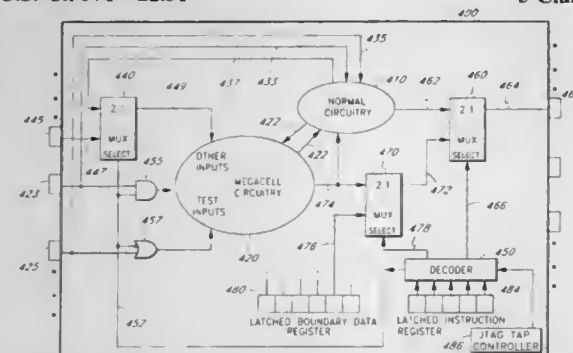 400
435
440
449
437
433
410
462
460
464
2:1
MUX
SELECT
NORMAL
CIRCUITRY
2:1
MUX
SELECT
445
447
422
422
423
455
OTHER
INPUTS
MEGACELL
CIRCUITRY
TEST
INPUTS
470
2:1
MUX
SELECT
472
474
457
466
425
476
478
420
DECODER
450
480
484
452
LATCHED BOUNDARY DATA
REGISTER
LATCHED INSTRUCTION
REGISTER
486
JTAG TAP
CONTROLLER